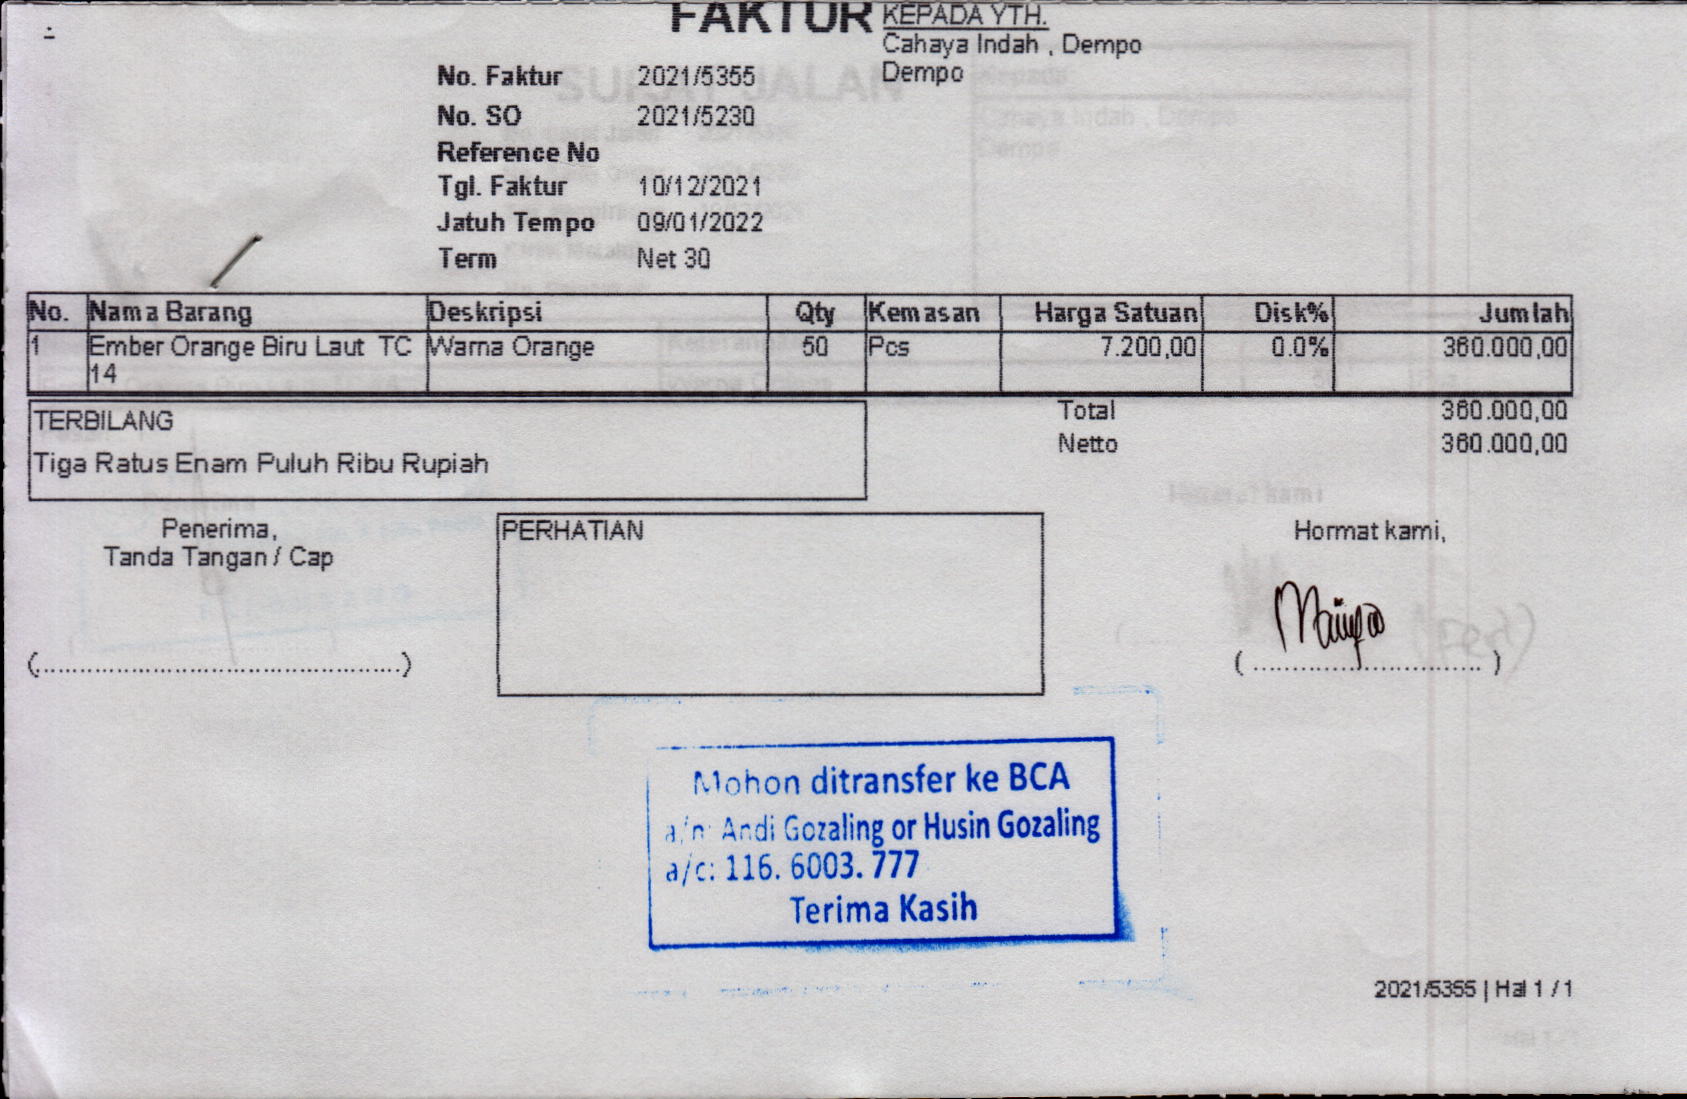 FAKTUR
KEPADA YTH.
Cahaya Indah , Dempo
Dempo
No. Faktur 2021/5355
No. SO 2021/5230
Reference No
Tgl. Faktur 10/12/2021
Jatuh Tempo 09/01/2022
Term Net 30
No. Nama Barang Deskripsi Qty Kemasan Harga Satuan Disk% Jumlah
1 Ember Orange Biru Laut TC Warna Orange 50 Pcs 7.200,00 0.0% 360.000,00
14
TERBILANG
Tiga Ratus Enam Puluh Ribu Rupiah
Total 360.000,00
Netto 360.000,00
Penerima,
Tanda Tangan / Cap
(..................................................)
PERHATIAN
Hormat kami,
( ............................... )
Mohon ditransfer ke BCA
a/n: Andi Gozaling or Husin Gozaling
a/c: 116. 6003. 777
Terima Kasih
2021/5355 | Hal 1 / 1